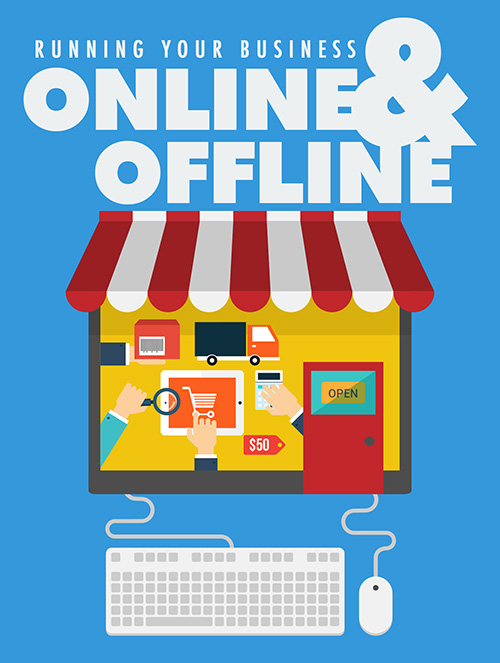 RUNNING YOUR BUSINESS
ONLINE &
OFFLINE
OPEN
$50